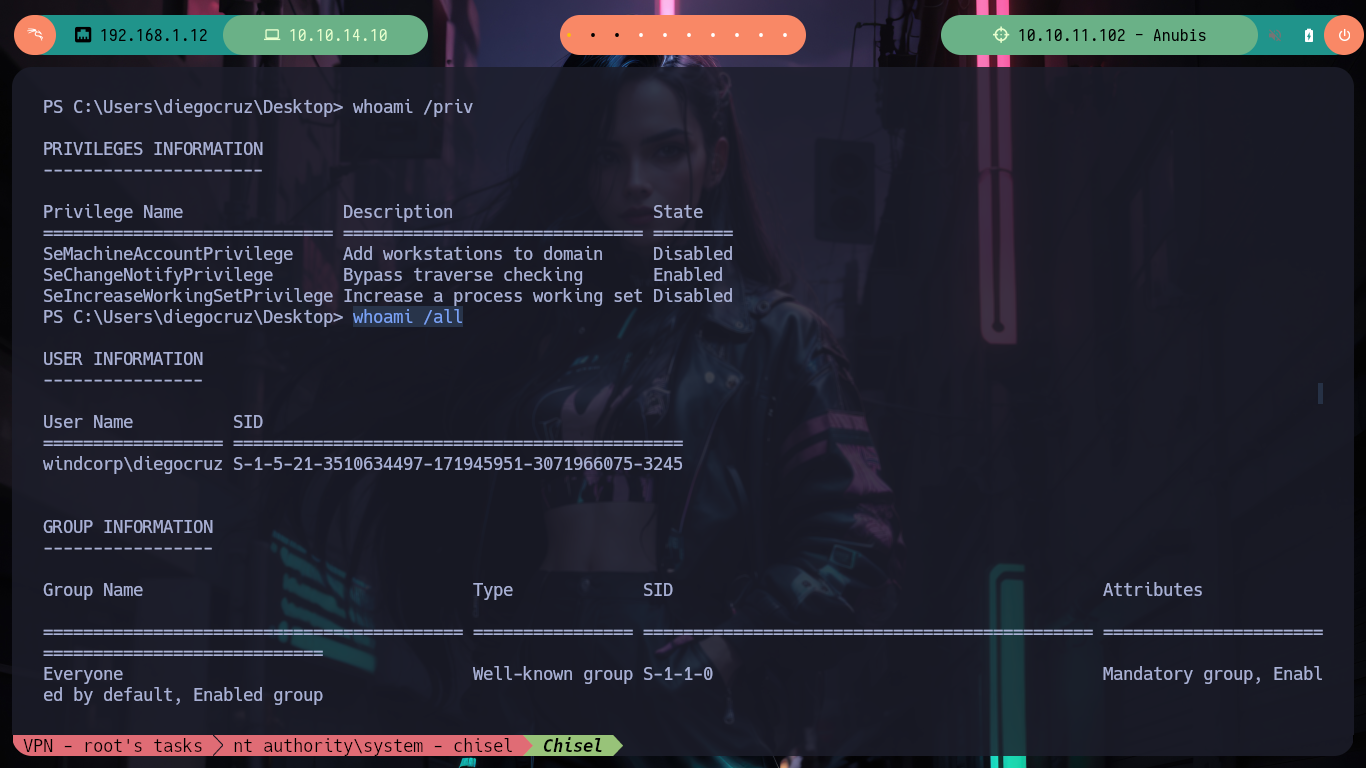 192.168.1.12 10.10.14.10 10.10.11.102 - Anubis
PS C:\Users\diegocruz\Desktop> whoami /priv
PRIVILEGES INFORMATION
----------------------
Privilege Name                Description                    State
============================= ============================== ========
SeMachineAccountPrivilege     Add workstations to domain     Disabled
SeChangeNotifyPrivilege       Bypass traverse checking       Enabled
SeIncreaseWorkingSetPrivilege Increase a process working set Disabled
PS C:\Users\diegocruz\Desktop> whoami /all
USER INFORMATION
----------------
User Name          SID
================== =============================================
windcorp\diegocruz S-1-5-21-3510634497-171945951-3071966075-3245
GROUP INFORMATION
-----------------
Group Name                                 Type             SID                                           Attributes
========================================== ================ ============================================= ======================
============================
Everyone                                   Well-known group S-1-1-0                                       Mandatory group, Enabl
ed by default, Enabled group
VPN - root's tasks nt authority\system - chisel Chisel